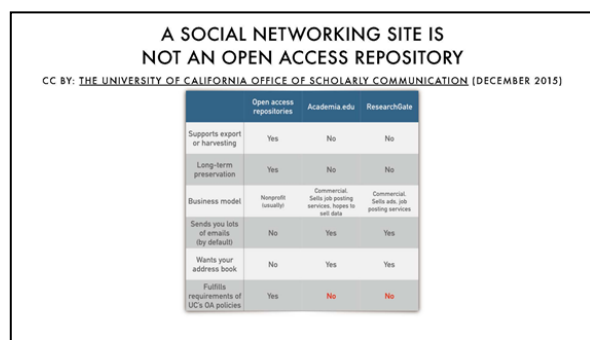 A SOCIAL NETWORKING SITE IS
NOT AN OPEN ACCESS REPOSITORY
CC BY: THE UNIVERSITY OF CALIFORNIA OFFICE OF SCHOLARLY COMMUNICATION (DECEMBER 2015)
Open access repositories Academia.edu ResearchGate
Supports export or harvesting Yes No No
Long-term preservation Yes No No
Business model Nonprofit (usually) Commercial. Sells job posting services, hopes to sell data Commercial. Sells ads, job posting services
Sends you lots of emails (by default) No Yes Yes
Wants your address book No Yes Yes
Fulfills requirements of UC's OA policies Yes No No